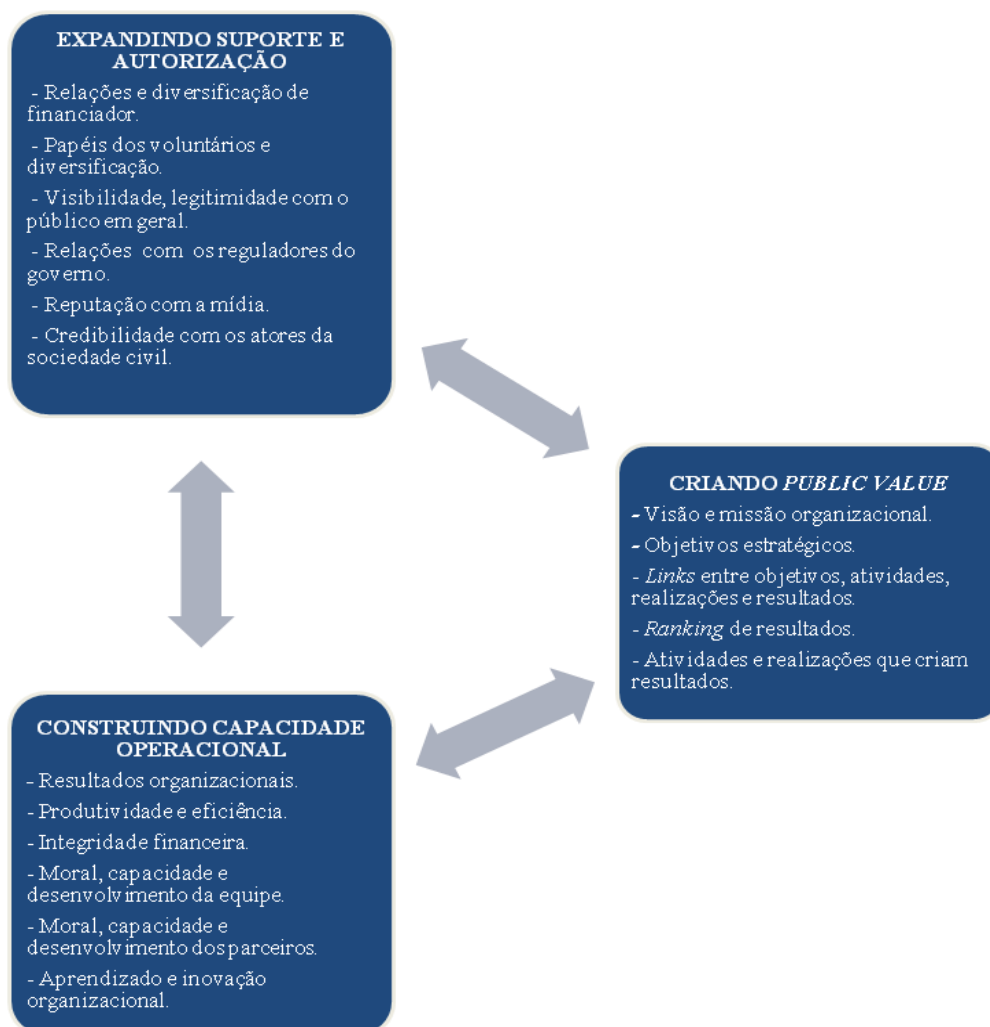 EXPANDINDO SUPORTE E
AUTORIZAÇÃO
- Relações e diversificação de
financiador.
- Papéis dos voluntários e
diversificação.
- Visibilidade, legitimidade com o
público em geral.
- Relações com os reguladores do
governo.
- Reputação com a mídia.
- Credibilidade com os atores da
sociedade civil.
CRIANDO PUBLIC VALUE
- Visão e missão organizacional.
- Objetivos estratégicos.
- Links entre objetivos, atividades,
realizações e resultados.
- Ranking de resultados.
- Atividades e realizações que criam
resultados.
CONSTRUINDO CAPACIDADE
OPERACIONAL
- Resultados organizacionais.
- Produtividade e eficiência.
- Integridade financeira.
- Moral, capacidade e
desenvolvimento da equipe.
- Moral, capacidade e
desenvolvimento dos parceiros.
- Aprendizado e inovação
organizacional.